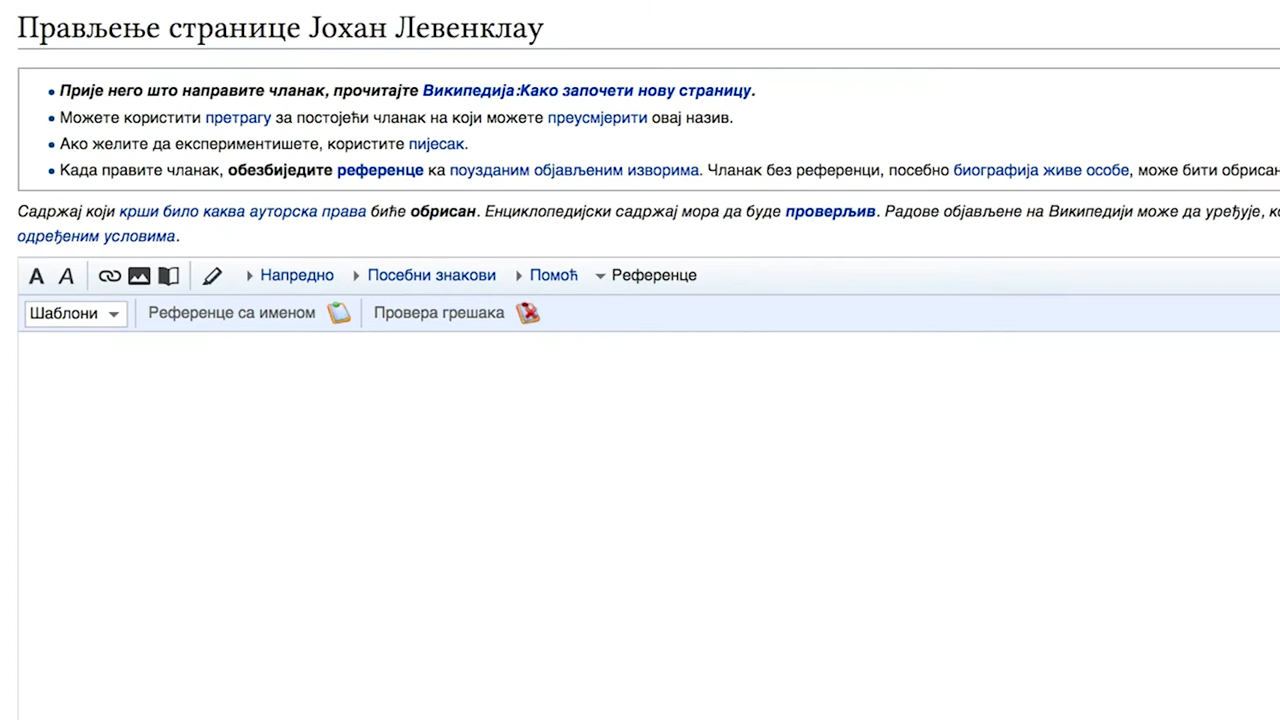 Прављење странице Јохан Левенклау
Прије него што направите чланак, прочитајте Википедија:Како започети нову страницу.
Можете користити претрагу за постојећи чланак на који можете преусмјерити овај назив.
Ако желите да експериментишете, користите пијесак.
Када правите чланак, обезбиједите референце ка поузданим објављеним изворима. Чланак без референци, посебно биографија живе особе, може бити обрисан
Садржај који крши било каква ауторска права биће обрисан. Енциклопедијски садржај мора да буде проверљив. Радове објављене на Википедији може да уређује,
одређеним условима.
A A Напредно Посебни знакови Помоћ Референце
Шаблони Референце са именом Провера грешака